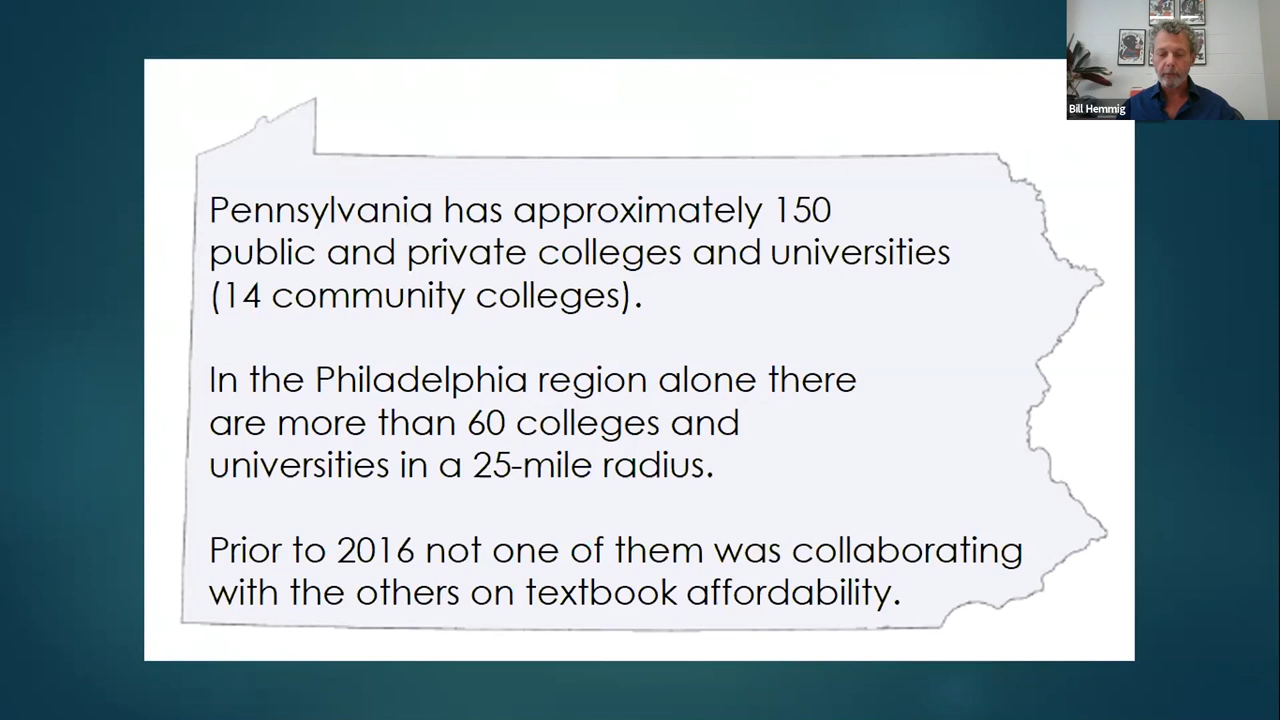 Bill Hemmig
Pennsylvania has approximately 150
public and private colleges and universities
(14 community colleges).
In the Philadelphia region alone there
are more than 60 colleges and
universities in a 25-mile radius.
Prior to 2016 not one of them was collaborating
with the others on textbook affordability.